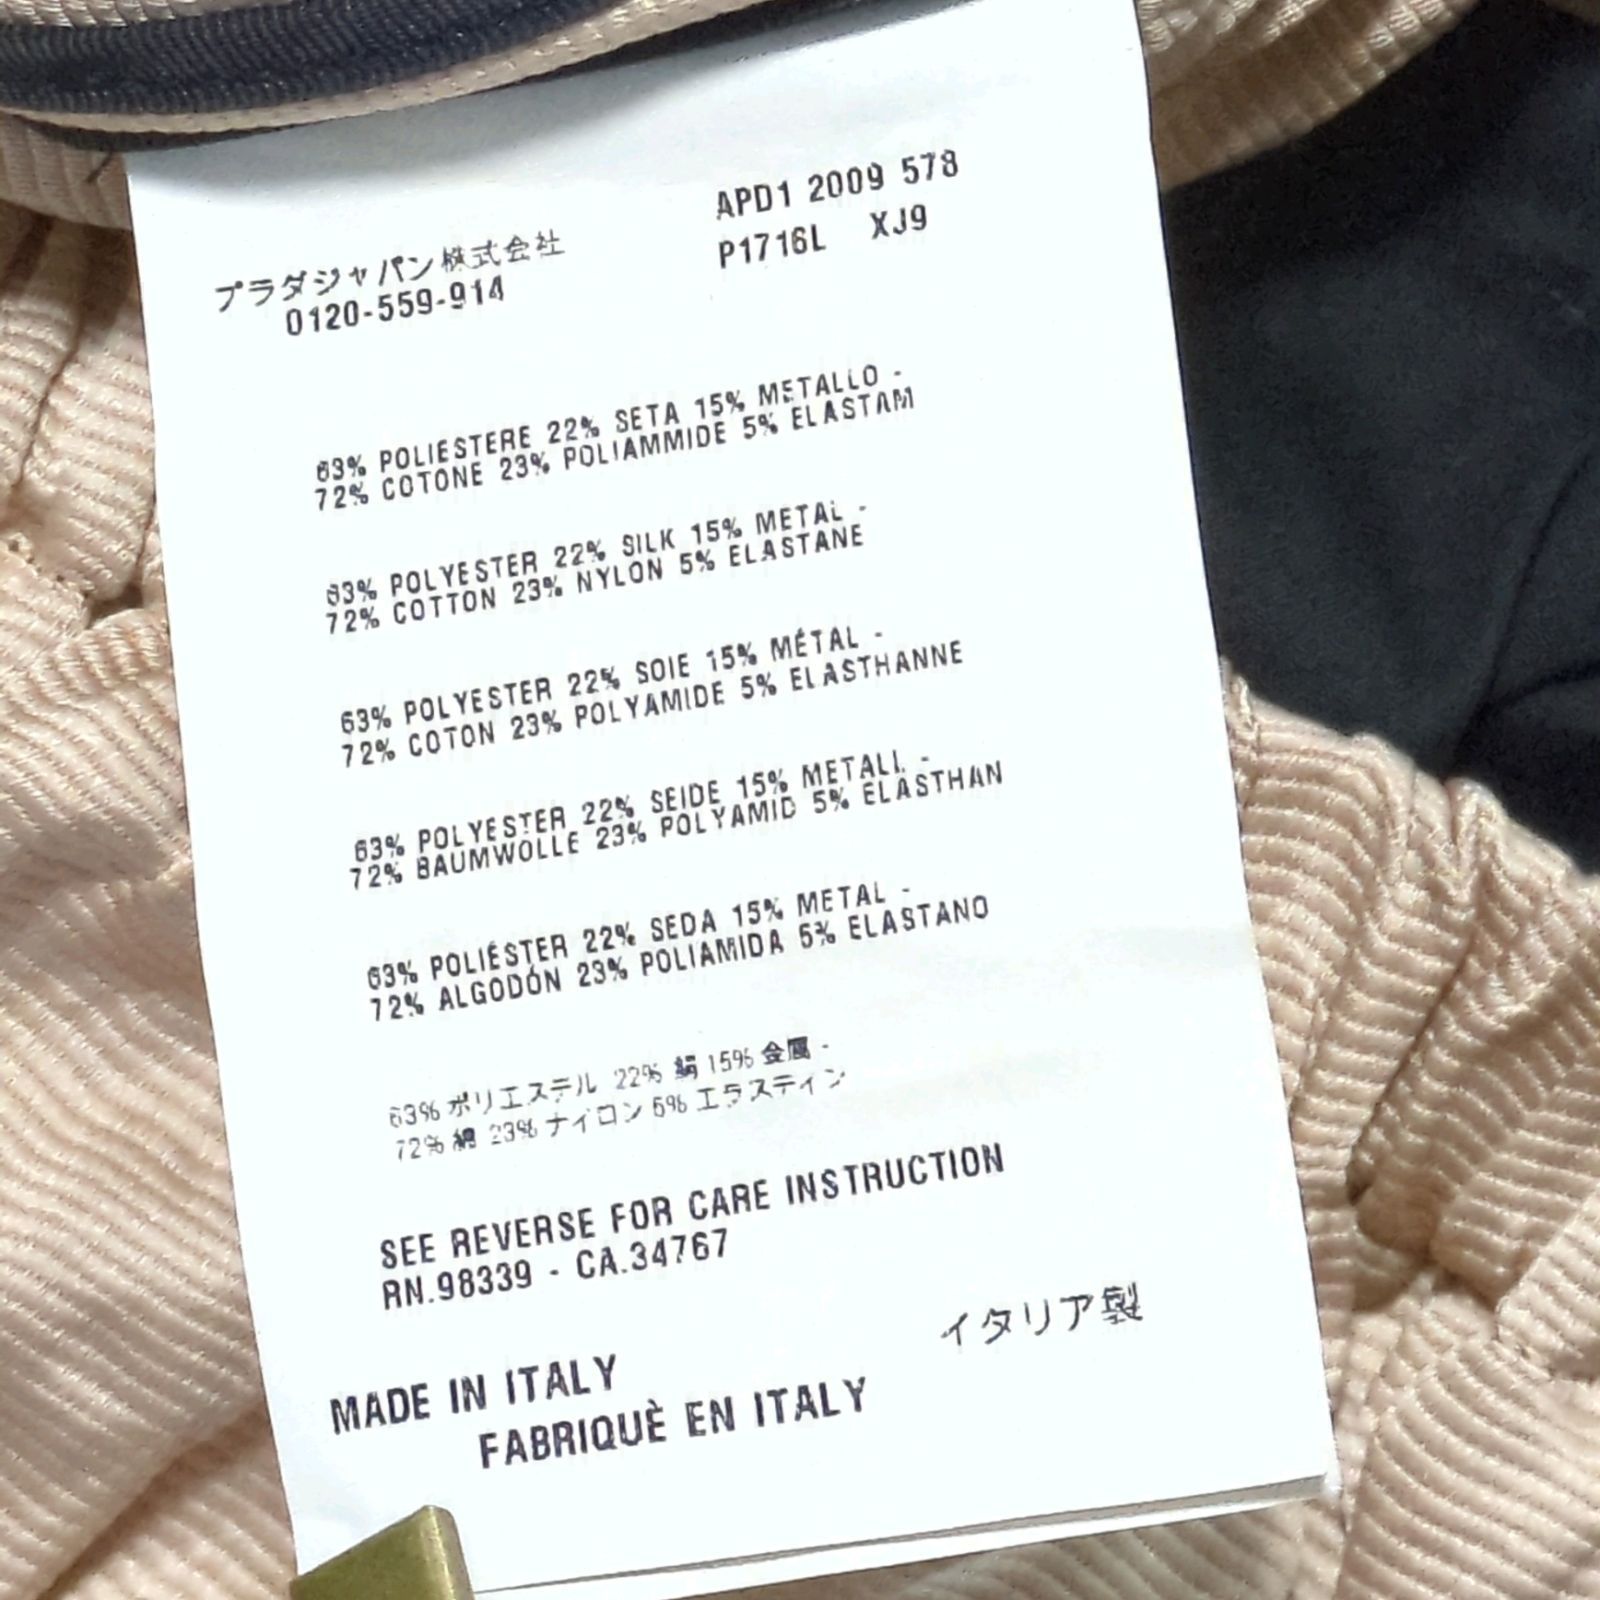 プラダジャパン株式会社
0120-559-914
APD1 2009 578
P1716L XJ9
63% POLIESTERE 22% SETA 15% METALLO -
72% COTONE 23% POLIAMMIDE 5% ELASTAM
63% POLYESTER 22% SILK 15% METAL -
72% COTTON 23% NYLON 5% ELASTANE
63% POLYESTER 22% SOIE 15% MÉTAL -
72% COTON 23% POLYAMIDE 5% ELASTHANNE
63% POLYESTER 22% SEIDE 15% METALL -
72% BAUMWOLLE 23% POLYAMID 5% ELASTHAN
63% POLIÉSTER 22% SEDA 15% METAL -
72% ALGODÓN 23% POLIAMIDA 5% ELASTANO
63% ポリエステル 22% 絹 15% 金属 -
72% 綿 23% ナイロン 5% エラスティン
SEE REVERSE FOR CARE INSTRUCTION
RN.98339 - CA.34767
イタリア製
MADE IN ITALY
FABRIQUÈ EN ITALY